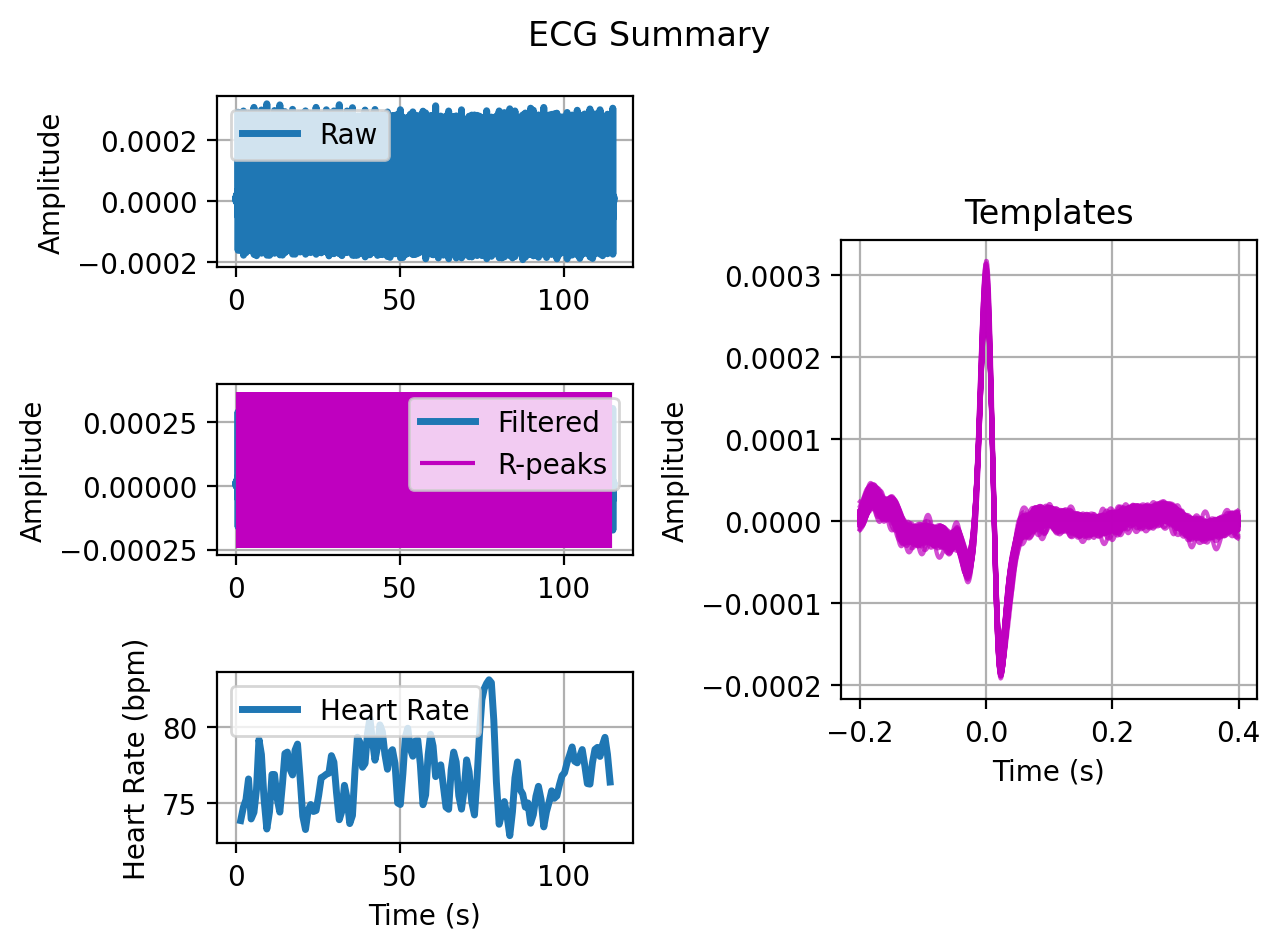 ECG Summary
Amplitude
0.0002
0.0000
−0.0002
Raw
0
50
100
Amplitude
0.00025
0.00000
−0.00025
Filtered
R-peaks
0
50
100
Heart Rate (bpm)
80
75
Heart Rate
0
50
100
Time (s)
Templates
Amplitude
0.0003
0.0002
0.0001
0.0000
−0.0001
−0.0002
−0.2
0.0
0.2
0.4
Time (s)